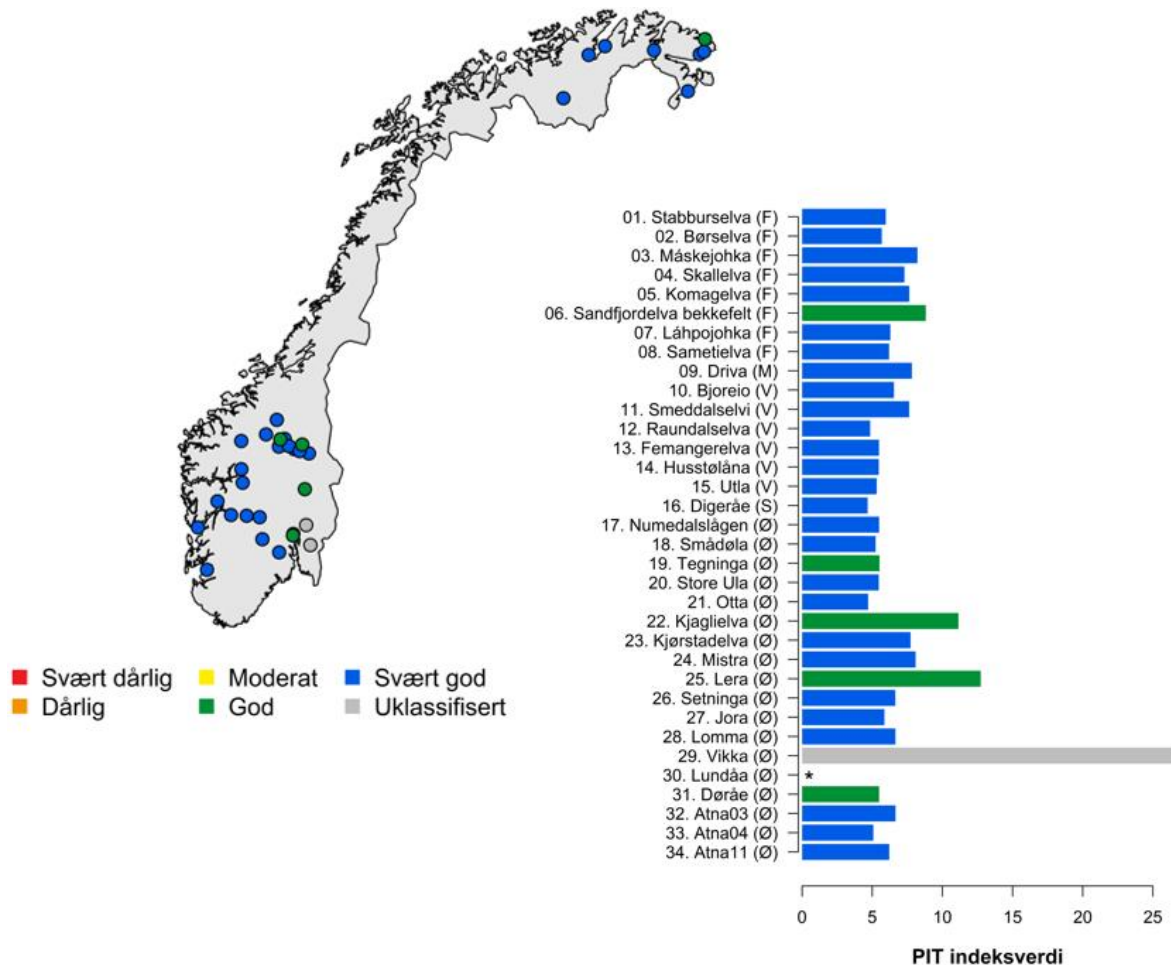 01. Stabburselva (F)
02. Børselva (F)
03. Máskejohka (F)
04. Skallelva (F)
05. Komagelva (F)
06. Sandfjordelva bekkefelt (F)
07. Láhpojohka (F)
08. Sametielva (F)
09. Driva (M)
10. Bjoreio (V)
11. Smeddalselvi (V)
12. Raundalselva (V)
13. Femangerelva (V)
14. Husstølåna (V)
15. Utla (V)
16. Digeråe (S)
17. Numedalslågen (Ø)
18. Smådøla (Ø)
19. Tegninga (Ø)
20. Store Ula (Ø)
21. Otta (Ø)
22. Kjaglielva (Ø)
23. Kjørstadelva (Ø)
24. Mistra (Ø)
25. Lera (Ø)
26. Setninga (Ø)
27. Jora (Ø)
28. Lomma (Ø)
29. Vikka (Ø)
30. Lundåa (Ø) *
31. Døråe (Ø)
32. Atna03 (Ø)
33. Atna04 (Ø)
34. Atna11 (Ø)
0 5 10 15 20 25
PIT indeksverdi
Svært dårlig Moderat Svært god
Dårlig God Uklassifisert